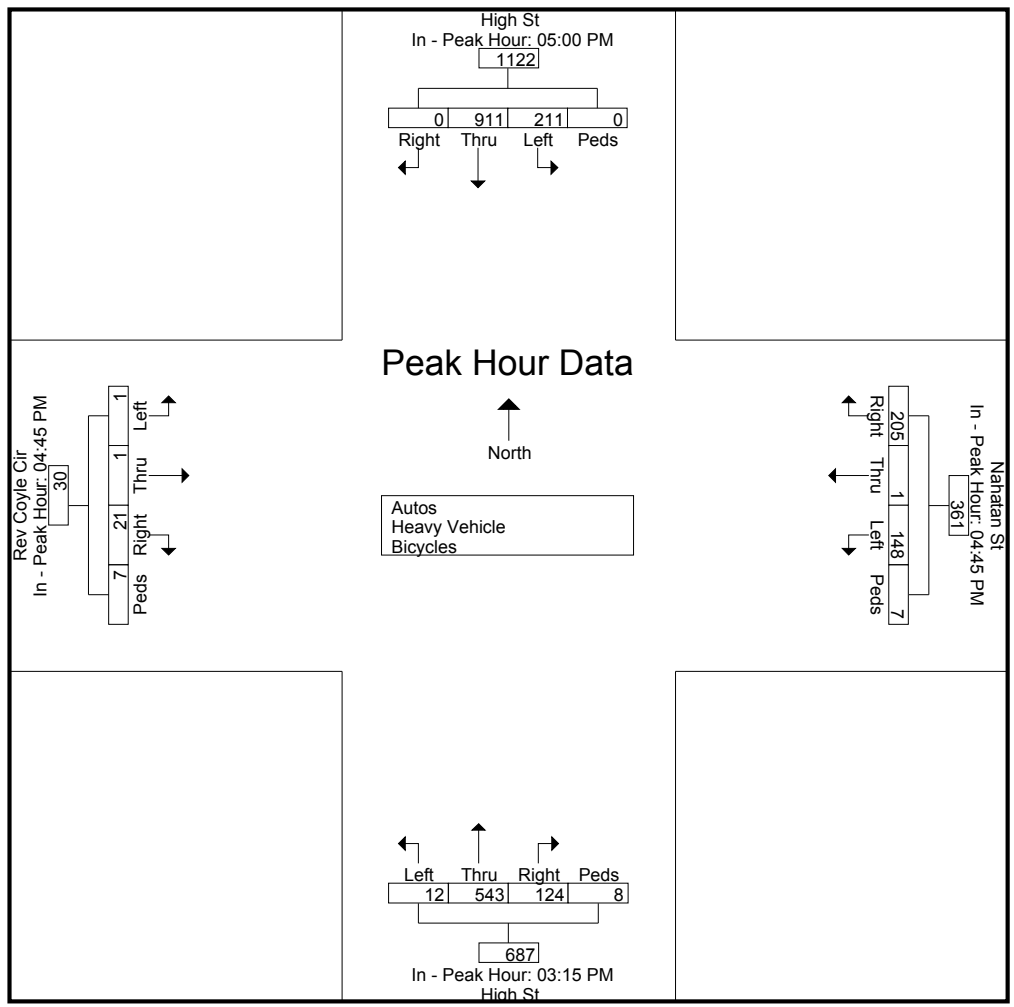 High St
In - Peak Hour: 05:00 PM
1122
0 911 211 0
Right Thru Left Peds
Peak Hour Data
North
Autos
Heavy Vehicle
Bicycles
Rev Coyle Cir
In - Peak Hour: 04:45 PM
30
1 1 21 7
Left Thru Right Peds
Nahatan St
In - Peak Hour: 04:45 PM
361
205 1 148 7
Right Thru Left Peds
Left Thru Right Peds
12 543 124 8
687
In - Peak Hour: 03:15 PM
High St